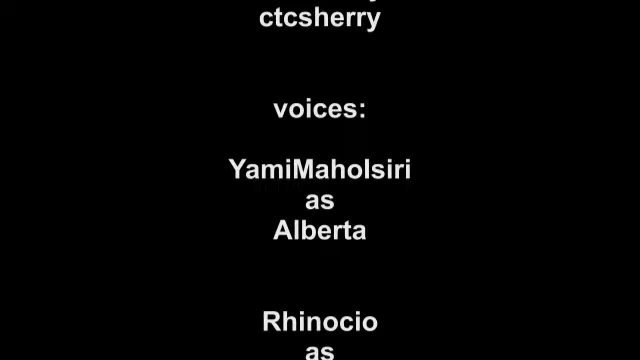 ctcsherry
voices:
YamiMaholsiri
as
Alberta
Rhinocio
as